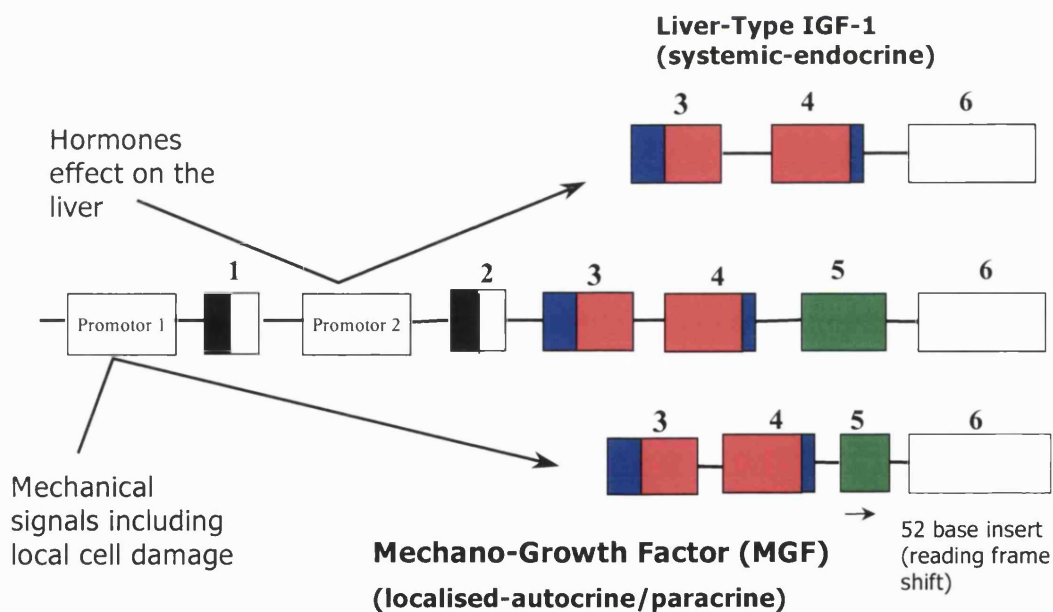 Liver-Type IGF-1
(systemic-endocrine)
3 4 6
Hormones
effect on the
liver
1 2 3 4 5 6
Promotor 1 Promotor 2
3 4 5 6
Mechanical
signals including
local cell damage
52 base insert
(reading frame
shift)
Mechano-Growth Factor (MGF)
(localised-autocrine/paracrine)